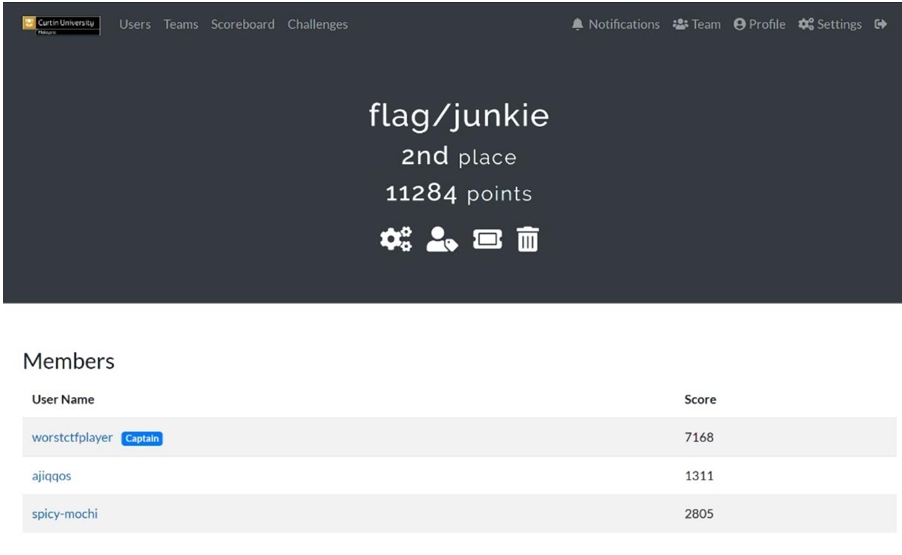 Curtin University Users Teams Scoreboard Challenges Notifications Team Profile Settings
Malaysia
flag/junkie
2nd place
11284 points
Members
User Name Score
worstctfplayer Captain 7168
ajiqqos 1311
spicy-mochi 2805